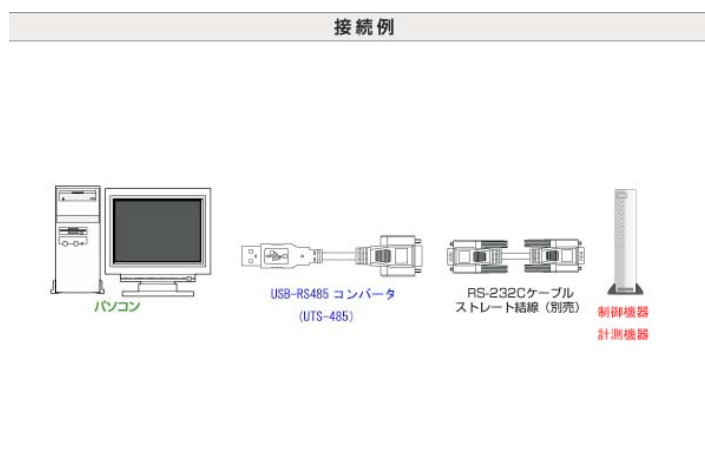 接続例
パソコン
USB-RS485 コンバータ
(UTS-485)
RS-232Cケーブル
ストレート結線（別売）
制御機器
計測機器